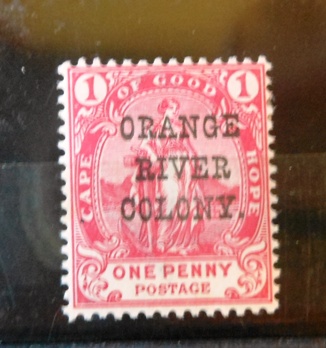 1 OF GOOD 1
CAPE
HOPE
ORANGE
RIVER
COLONY.
ONE PENNY
POSTAGE